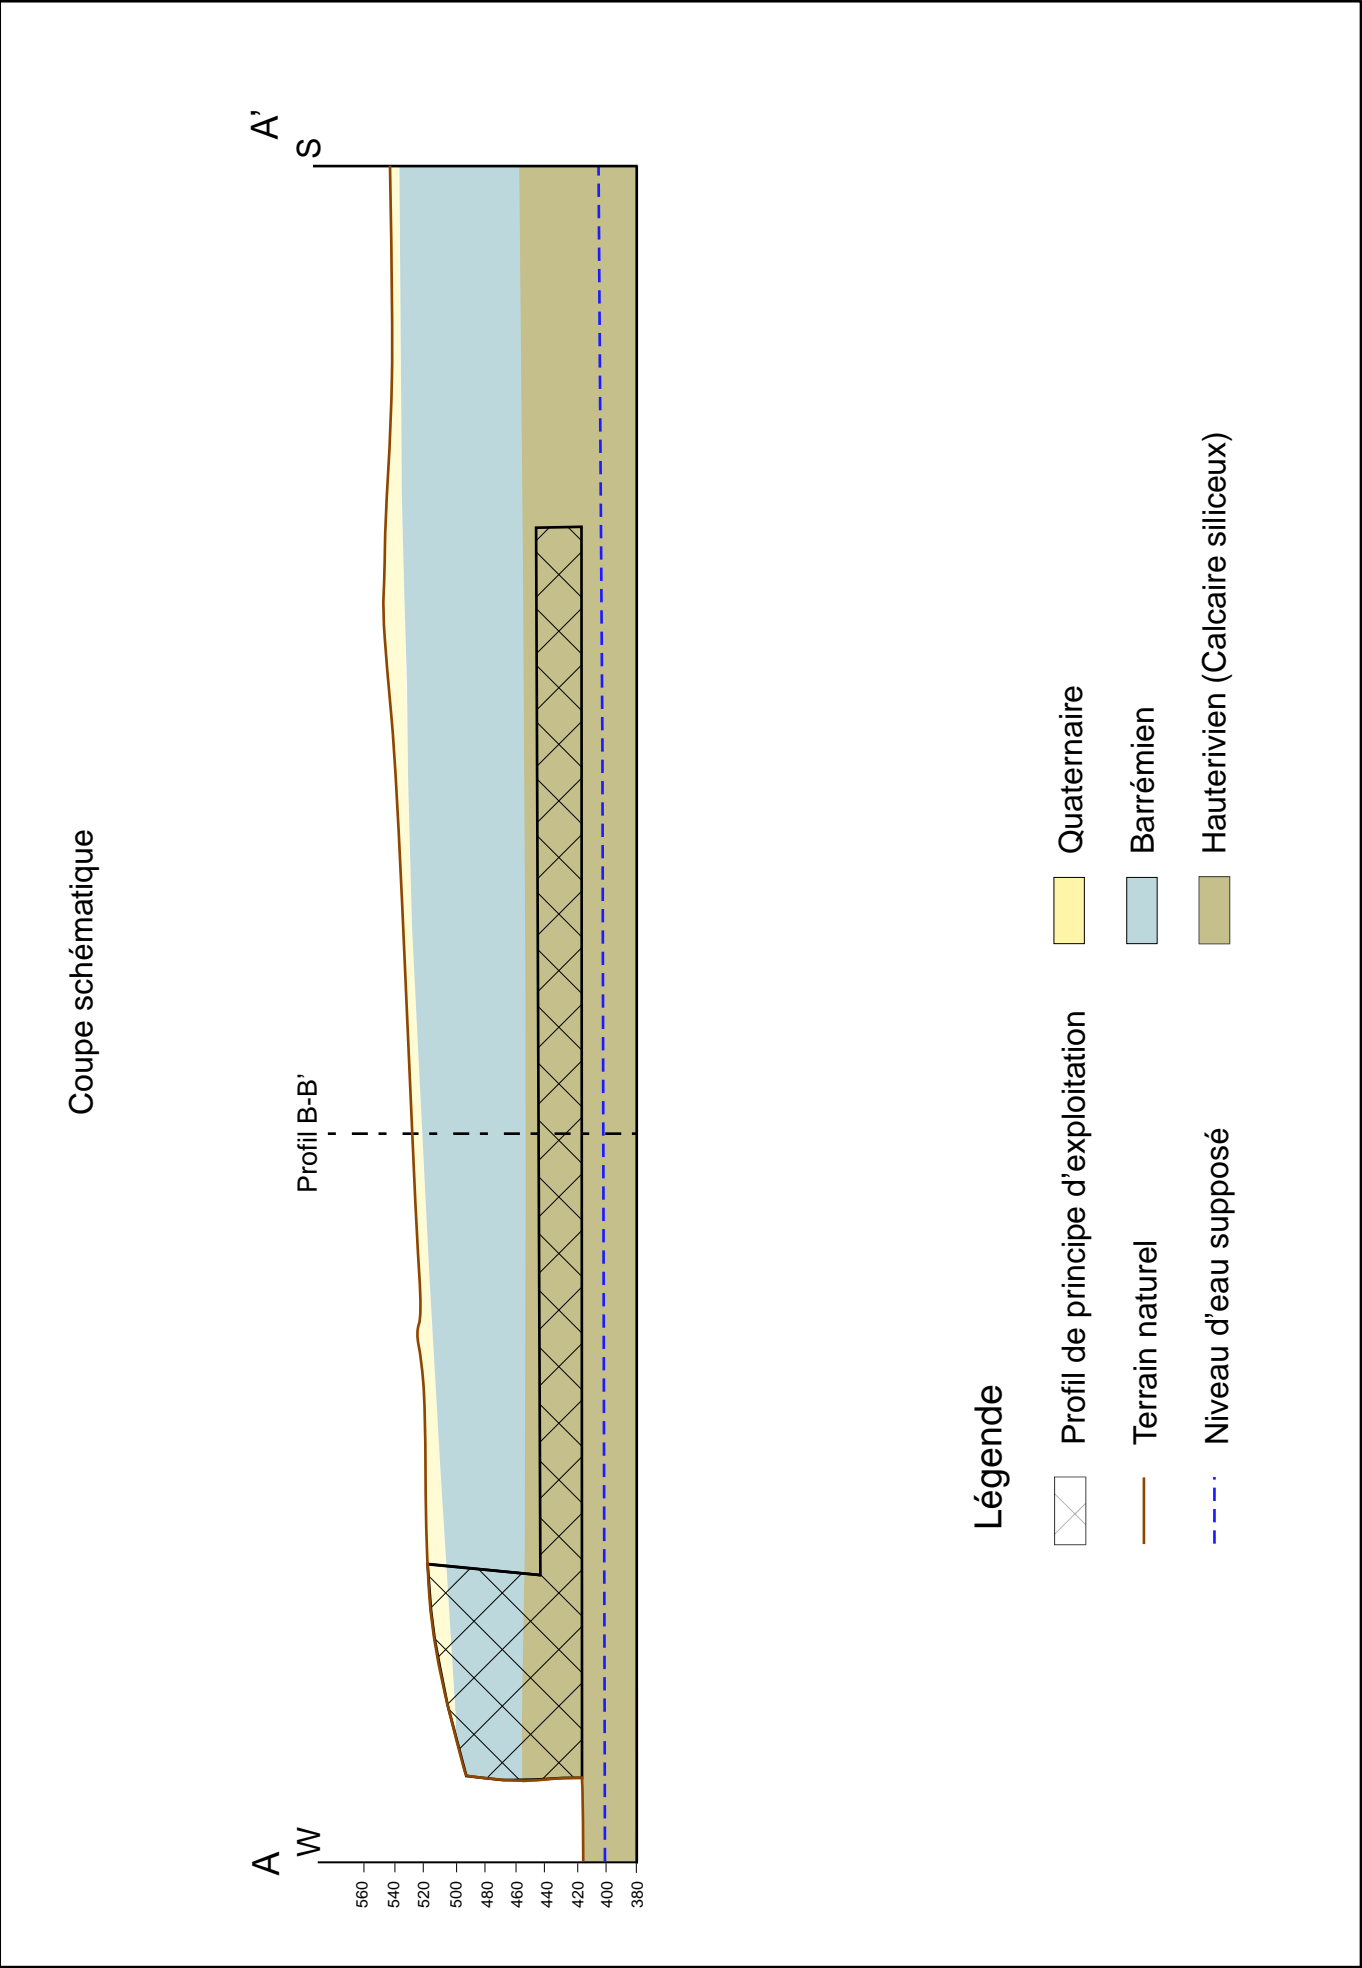 Coupe schématique
A
A'
W
S
Profil B-B'
560
540
520
500
480
460
440
420
400
380
Légende
Profil de principe d'exploitation
Terrain naturel
Niveau d'eau supposé
Quaternaire
Barrémien
Hauterivien (Calcaire siliceux)